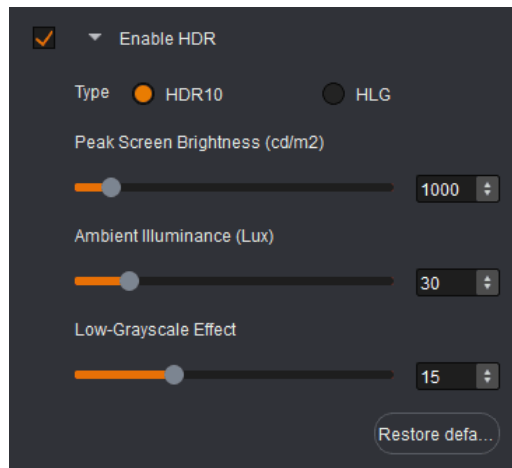 Enable HDR
Type HDR10 HLG
Peak Screen Brightness (cd/m2)
1000
Ambient Illuminance (Lux)
30
Low-Grayscale Effect
15
Restore defa...